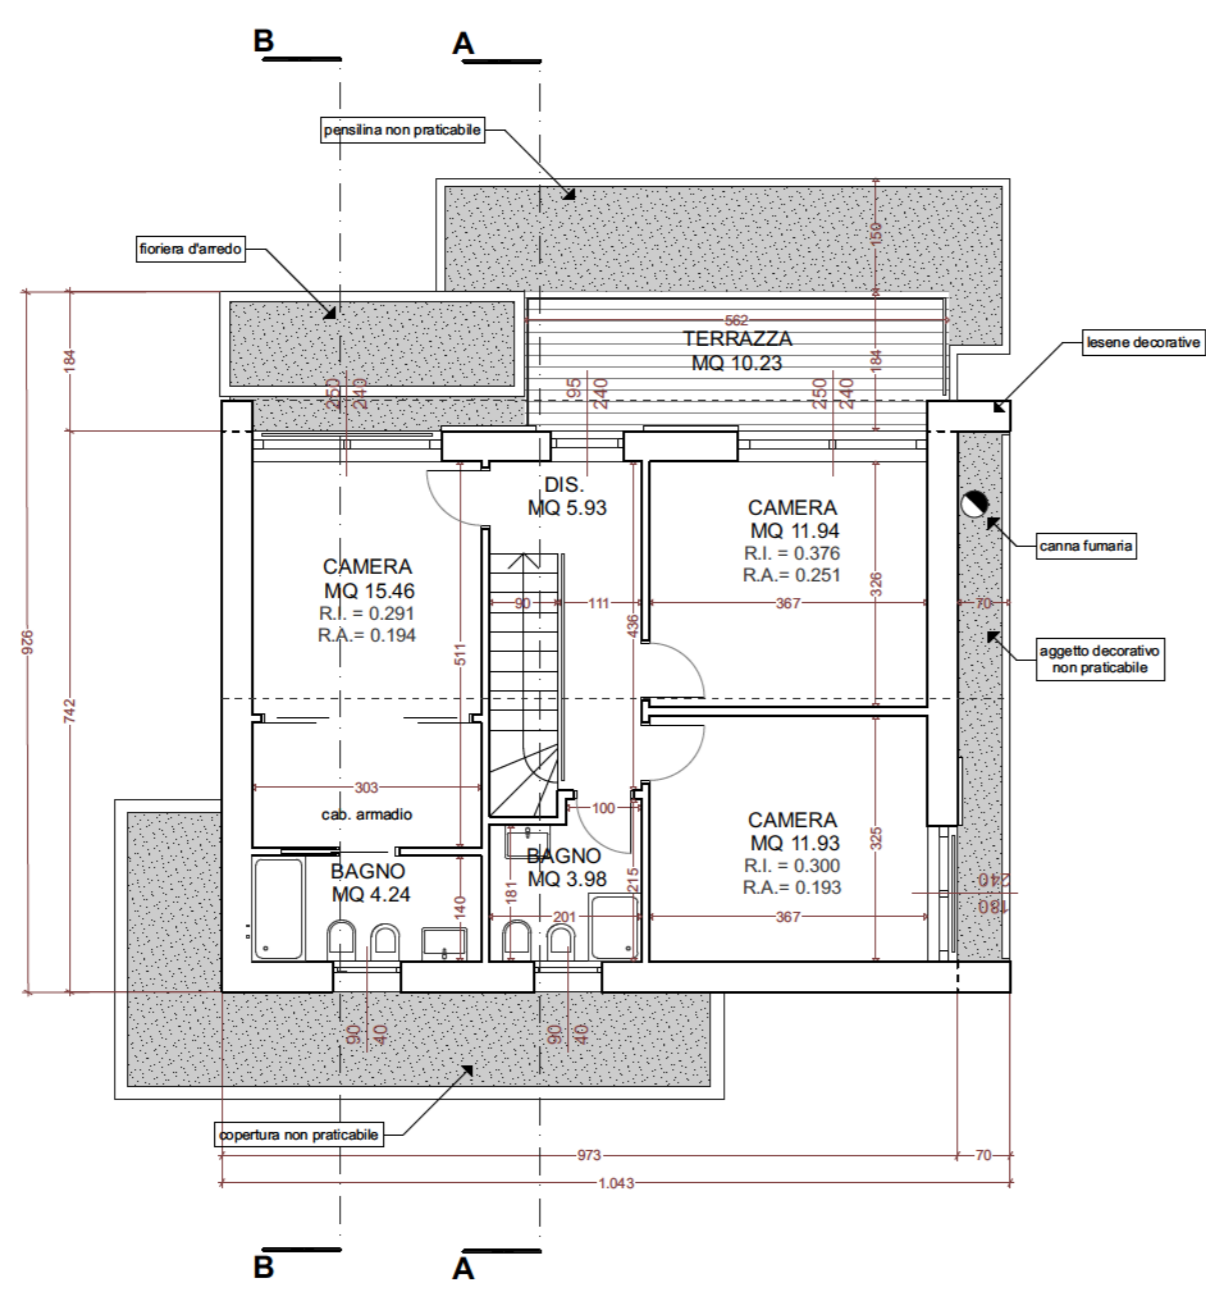 B
A
pensilina non praticabile
150
fioriera d'arredo
562
TERRAZZA
MQ 10.23
184
184
lesene decorative
250
240
95
240
250
240
DIS.
MQ 5.93
CAMERA
MQ 11.94
R.I. = 0.376
R.A.= 0.251
canna fumaria
CAMERA
MQ 15.46
R.I. = 0.291
R.A.= 0.194
90
111
367
326
70
436
511
926
742
aggetto decorativo
non praticabile
303
cab. armadio
100
CAMERA
MQ 11.93
R.I. = 0.300
R.A.= 0.193
325
BAGNO
MQ 4.24
BAGNO
MQ 3.98
181
215
140
201
367
240
180
90
40
90
40
copertura non praticabile
973
70
1.043
B
A